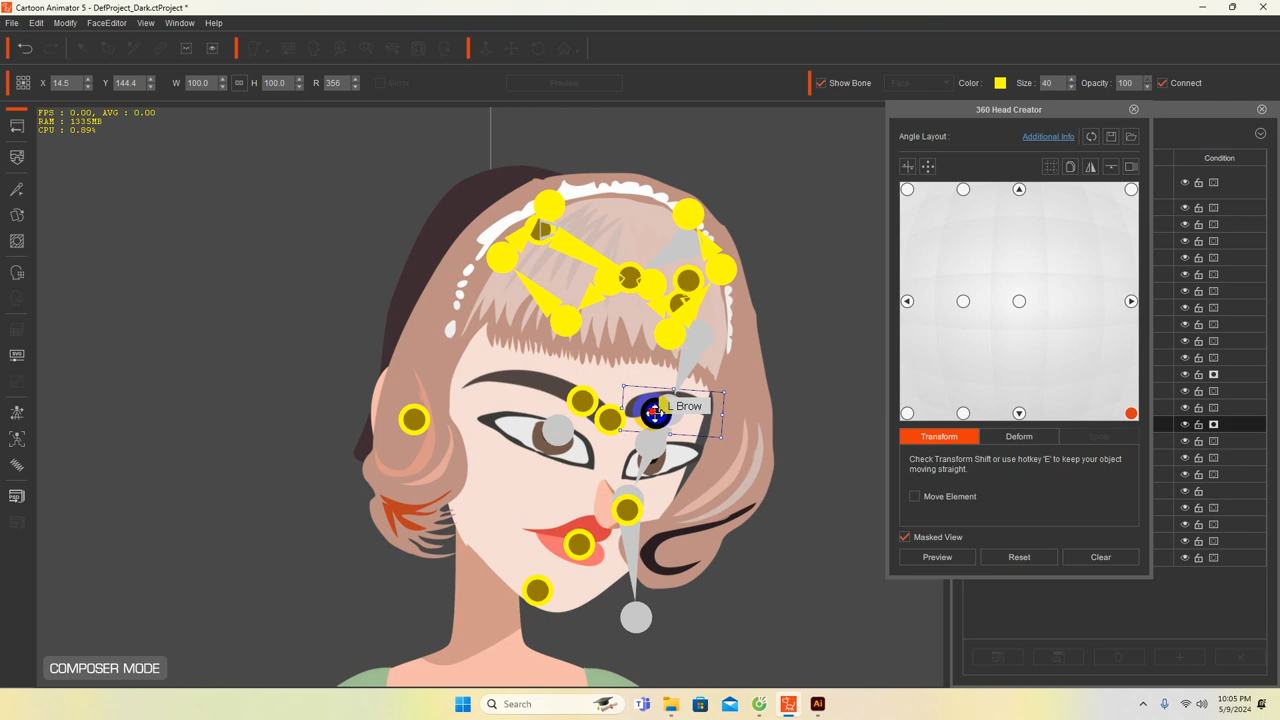 Cartoon Animator 5 - DefProject_Dark.ctProject *
File Edit Modify FaceEditor View Window Help
X 14.5 Y 144.4 W 100.0 H 100.0 R 356 Mirror Preview Show Bone Face Color : Size : 40 Opacity : 100 Connect
FPS : 0.00, AVG : 0.00
RAM : 1335MB
CPU : 0.89%
360 Head Creator
Angle Layout : Additional Info
Condition
L Brow
Transform Deform
Check Transform Shift or use hotkey 'E' to keep your object
moving straight.
Move Element
Masked View
Preview Reset Clear
COMPOSER MODE
Search
10:05 PM
5/9/2024